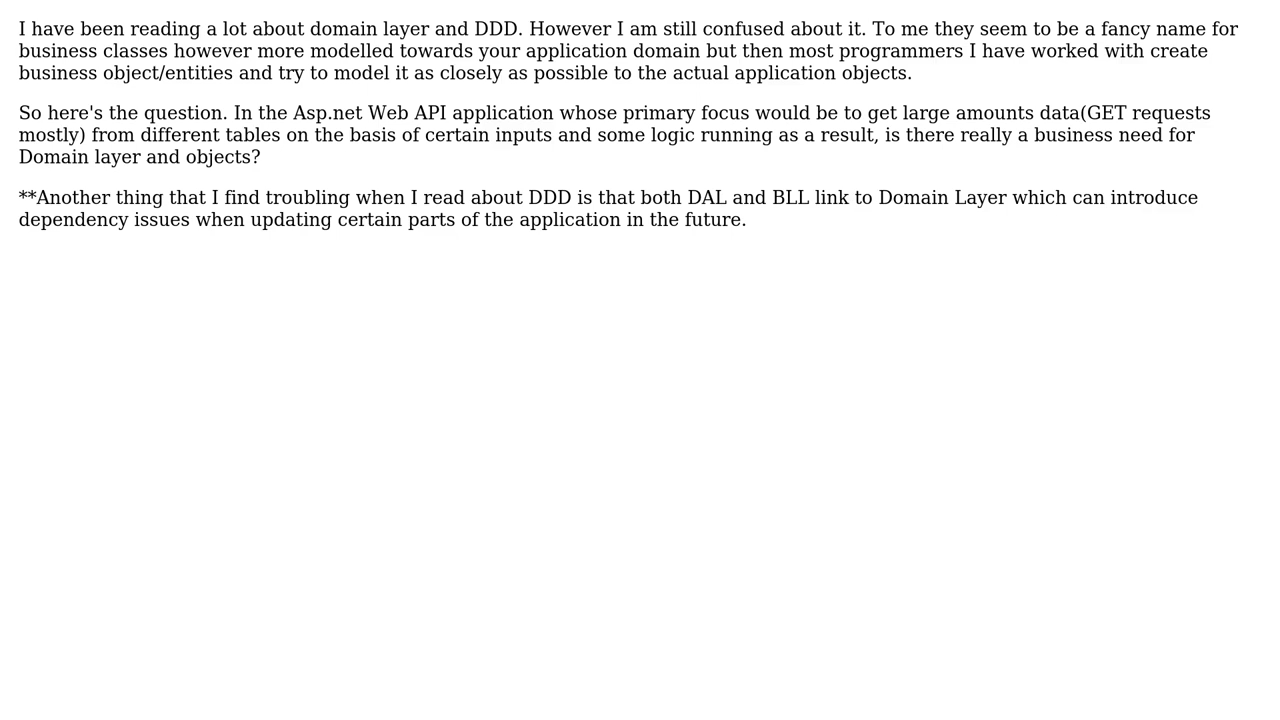 I have been reading a lot about domain layer and DDD. However I am still confused about it. To me they seem to be a fancy name for
business classes however more modelled towards your application domain but then most programmers I have worked with create
business object/entities and try to model it as closely as possible to the actual application objects.
So here's the question. In the Asp.net Web API application whose primary focus would be to get large amounts data(GET requests
mostly) from different tables on the basis of certain inputs and some logic running as a result, is there really a business need for
Domain layer and objects?
**Another thing that I find troubling when I read about DDD is that both DAL and BLL link to Domain Layer which can introduce
dependency issues when updating certain parts of the application in the future.